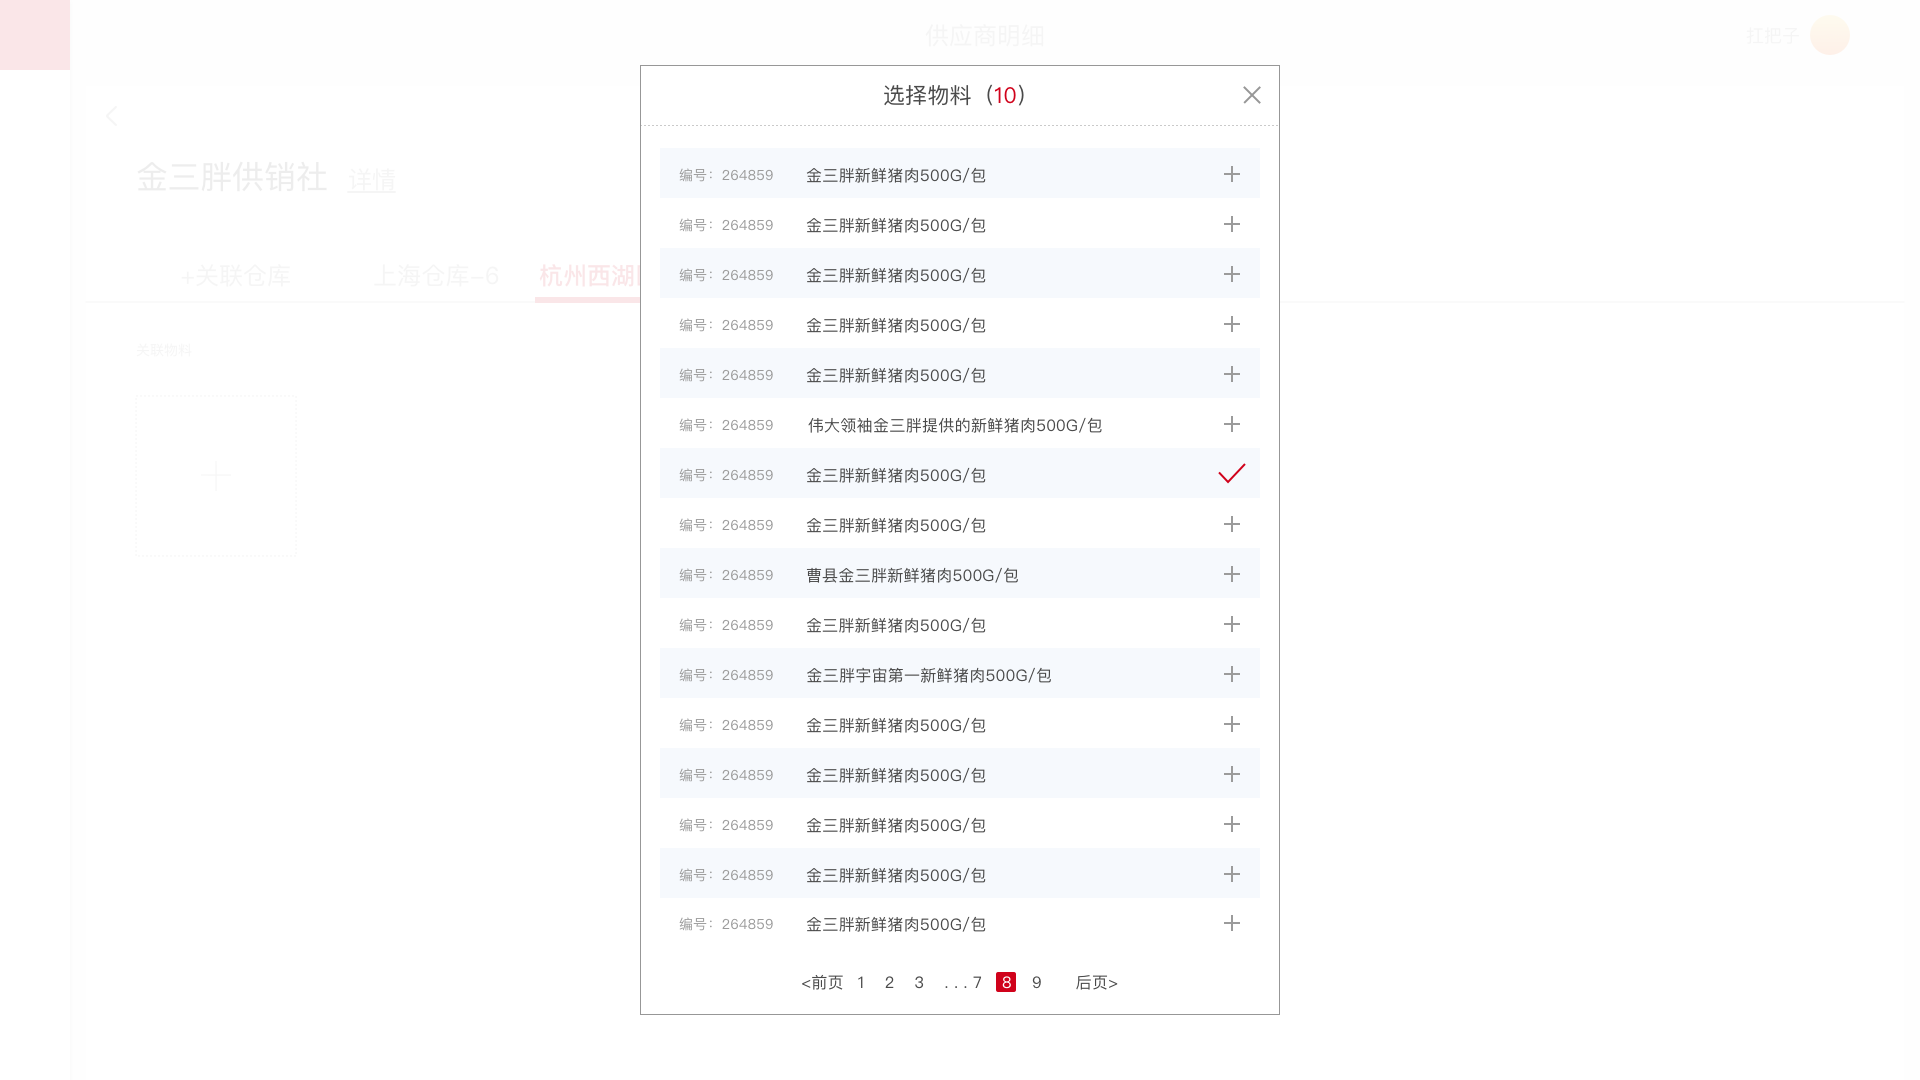 供应商明细
扛把子
金三胖供销社 详情
+关联仓库 上海仓库-6 杭州西湖
关联物料
选择物料（10）
编号：264859 金三胖新鲜猪肉500G/包
编号：264859 金三胖新鲜猪肉500G/包
编号：264859 金三胖新鲜猪肉500G/包
编号：264859 金三胖新鲜猪肉500G/包
编号：264859 金三胖新鲜猪肉500G/包
编号：264859 伟大领袖金三胖提供的新鲜猪肉500G/包
编号：264859 金三胖新鲜猪肉500G/包
编号：264859 金三胖新鲜猪肉500G/包
编号：264859 曹县金三胖新鲜猪肉500G/包
编号：264859 金三胖新鲜猪肉500G/包
编号：264859 金三胖宇宙第一新鲜猪肉500G/包
编号：264859 金三胖新鲜猪肉500G/包
编号：264859 金三胖新鲜猪肉500G/包
编号：264859 金三胖新鲜猪肉500G/包
编号：264859 金三胖新鲜猪肉500G/包
编号：264859 金三胖新鲜猪肉500G/包
<前页 1 2 3 ...7 8 9 后页>